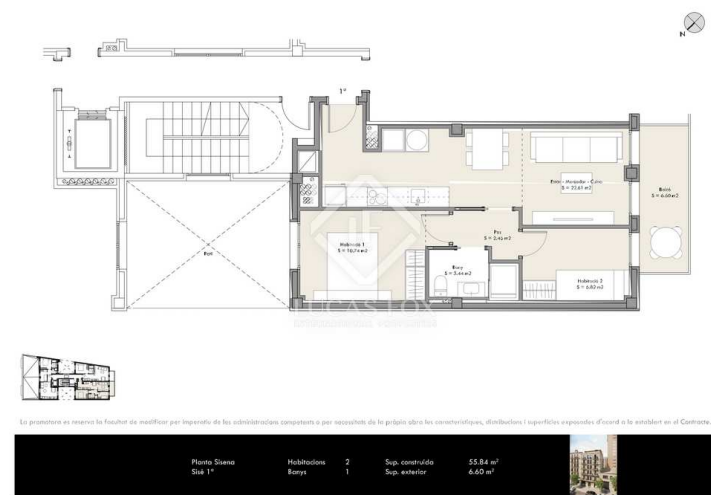 N
1ª
Estar - Menjador - Cuina
S = 22.61 m2
Balcó
S = 6.60 m2
Pas
S = 2.46 m2
Habitació 1
S = 10.74 m2
Pati
Bany
Habitació 2
S = 6.82 m2
LUCAS FOX
INTERNATIONAL PROPERTIES
La promotora es reserva la facultat de modificar per imperatiu de les administracions competents o per necessitats de la pròpia obra les característiques, distribucions i superfícies exposades d'acord a lo establert en el Contracte.
Planta Sisena Habitacions 2 Sup. construïda 55.84 m²
Sisè 1ª Banys 1 Sup. exterior 6.60 m²